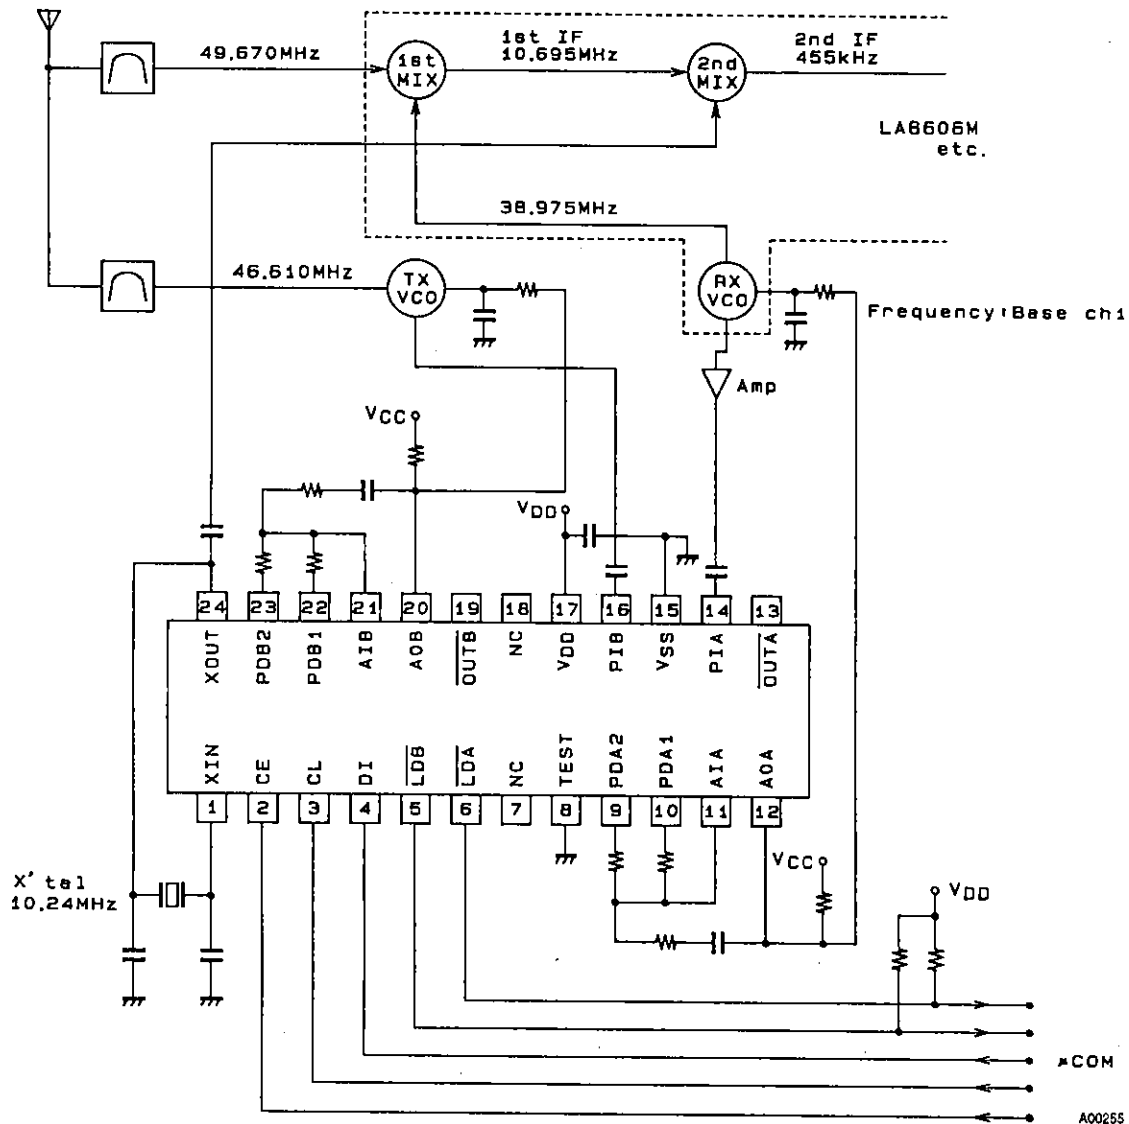 49.670MHz
1st
MIX
1st IF
10.695MHz
2nd
MIX
2nd IF
455kHz
LA8606M
etc.
38.975MHz
46.610MHz
TX
VCO
RX
VCO
Frequency:Base ch1
Amp
VCC
VDD
24 23 22 21 20 19 18 17 16 15 14 13
XOUT PDB2 PDB1 AIB AOB OUTB NC VDD PIB VSS PIA OUTA
XIN CE CL DI LDB LDA NC TEST PDA2 PDA1 AIA AOA
1 2 3 4 5 6 7 8 9 10 11 12
X'tal
10.24MHz
VCC
VDD
μCOM
A00255